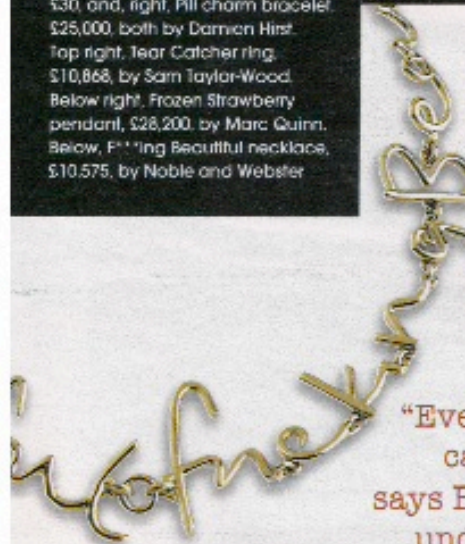 £30, and, right, Pill charm bracelet,
£25,000, both by Damien Hirst.
Top right, Tear Catcher ring,
£10,868, by Sam Taylor-Wood.
Below right, Frozen Strawberry
pendant, £28,200, by Marc Quinn.
Below, F***ing Beautiful necklace,
£10,575, by Noble and Webster
“Eve
ca
says B
und